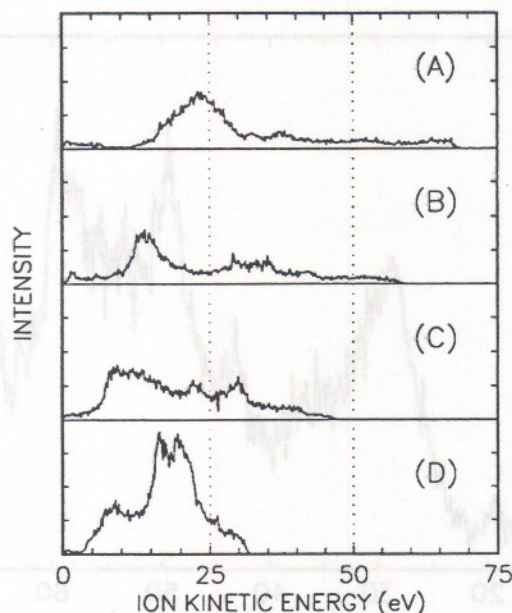 (A)
(B)
(C)
(D)
INTENSITY
0 25 50 75
ION KINETIC ENERGY (eV)